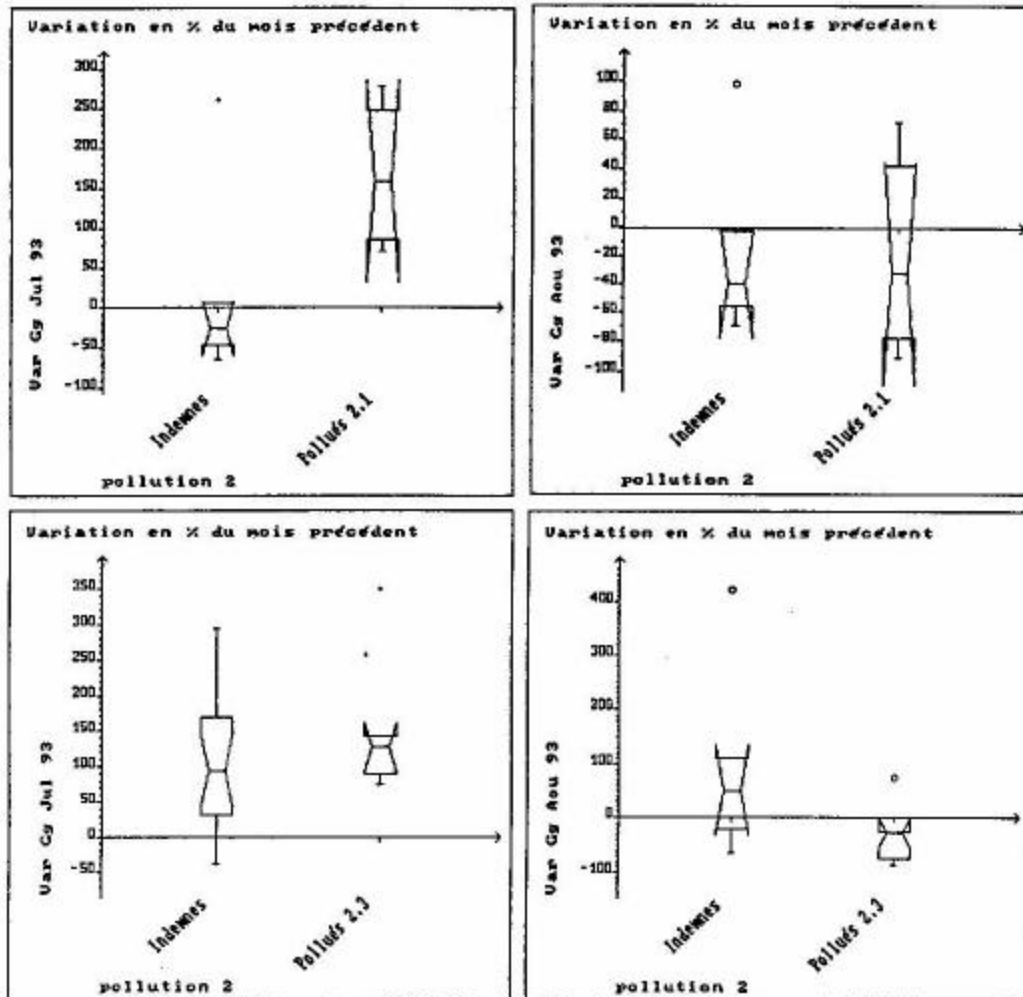 Variation en % du mois précédent
300.
250.
200.
150.
100.
50.
0
-50.
-100.
Var Gg Jul 93
Indemnes
Pollués 2.1
pollution 2
Variation en % du mois précédent
100.
80.
60.
40.
20.
0
-20.
-40.
-60.
-80.
-100.
Var Gg Aou 93
Indemnes
Pollués 2.1
pollution 2
Variation en % du mois précédent
350.
300.
250.
200.
150.
100.
50.
0
-50.
Var Gg Jul 93
Indemnes
Pollués 2.3
pollution 2
Variation en % du mois précédent
400.
300.
200.
100.
0
-100.
Var Gg Aou 93
Indemnes
Pollués 2.3
pollution 2